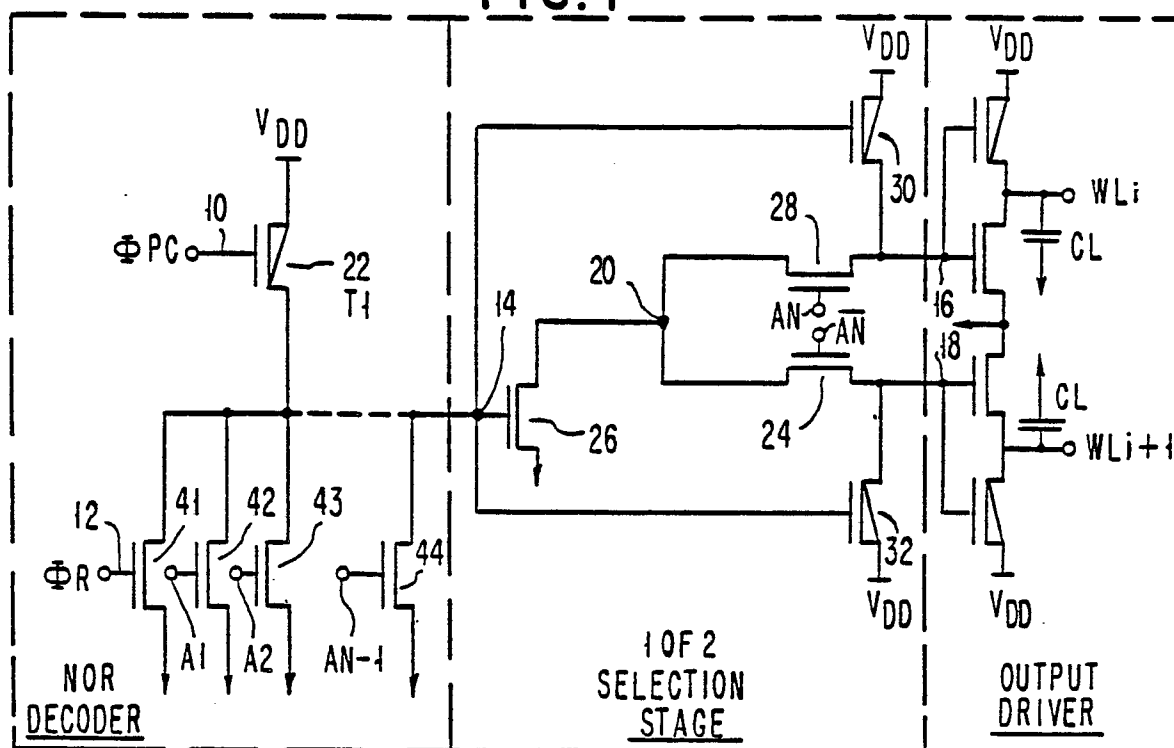 FIG. 1
VDD
VDD
VDD
10
ΦPC
22
T1
30
WLi
CL
28
20
16
AN
AN̅
14
18
24
26
CL
WLi+1
12
41
42
43
44
32
ΦR
A1
A2
AN-1
VDD
VDD
NOR
DECODER
1 OF 2
SELECTION
STAGE
OUTPUT
DRIVER